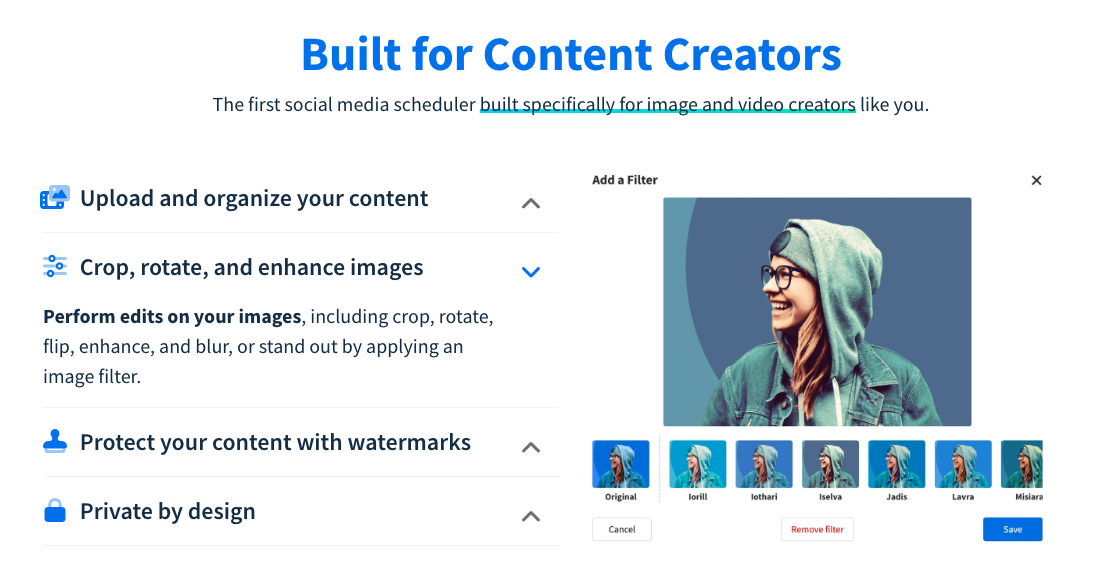 Built for Content Creators
The first social media scheduler built specifically for image and video creators like you.
Upload and organize your content
Crop, rotate, and enhance images
Perform edits on your images, including crop, rotate,
flip, enhance, and blur, or stand out by applying an
image filter.
Protect your content with watermarks
Private by design
Add a Filter
Original Iorill Iothari Iselva Jadis Lavra Misiara
Cancel Remove filter Save